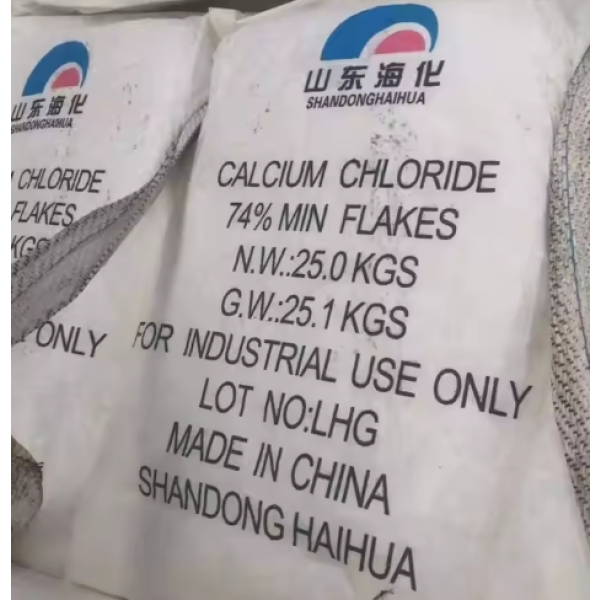 山东海化
SHANDONGHAIHUA
CHLORIDE
FLAKES
KGS
ONLY
山东海化
SHANDONGHAIHUA
CALCIUM CHLORIDE
74% MIN FLAKES
N.W.:25.0 KGS
G.W.:25.1 KGS
FOR INDUSTRIAL USE ONLY
LOT NO:LHG
MADE IN CHINA
SHANDONG HAIHUA